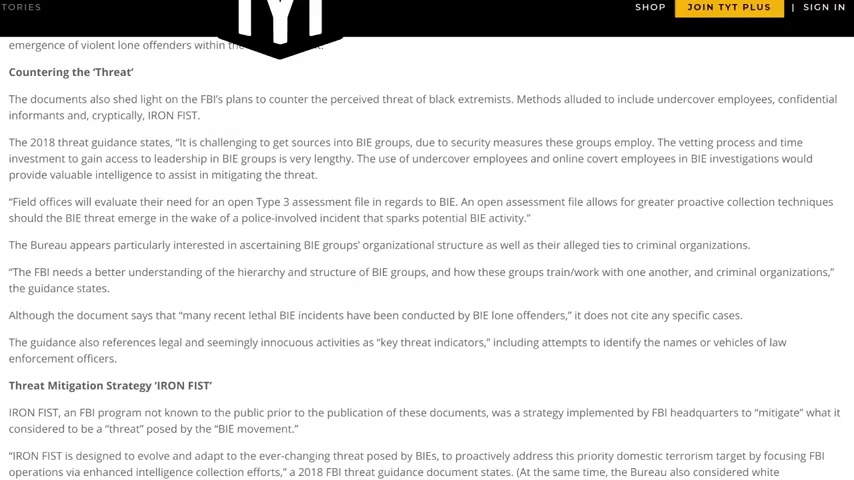 TORIES
SHOP JOIN TYT PLUS | SIGN IN
TYT
emergence of violent lone offenders within
Countering the ‘Threat’
The documents also shed light on the FBI’s plans to counter the perceived threat of black extremists. Methods alluded to include undercover employees, confidential
informants and, cryptically, IRON FIST.
The 2018 threat guidance states, “It is challenging to get sources into BIE groups, due to security measures these groups employ. The vetting process and time
investment to gain access to leadership in BIE groups is very lengthy. The use of undercover employees and online covert employees in BIE investigations would
provide valuable intelligence to assist in mitigating the threat.
“Field offices will evaluate their need for an open Type 3 assessment file in regards to BIE. An open assessment file allows for greater proactive collection techniques
should the BIE threat emerge in the wake of a police-involved incident that sparks potential BIE activity.”
The Bureau appears particularly interested in ascertaining BIE groups’ organizational structure as well as their alleged ties to criminal organizations.
“The FBI needs a better understanding of the hierarchy and structure of BIE groups, and how these groups train/work with one another, and criminal organizations,”
the guidance states.
Although the document says that “many recent lethal BIE incidents have been conducted by BIE lone offenders,” it does not cite any specific cases.
The guidance also references legal and seemingly innocuous activities as “key threat indicators,” including attempts to identify the names or vehicles of law
enforcement officers.
Threat Mitigation Strategy ‘IRON FIST’
IRON FIST, an FBI program not known to the public prior to the publication of these documents, was a strategy implemented by FBI headquarters to “mitigate” what it
considered to be a “threat” posed by the “BIE movement.”
“IRON FIST is designed to evolve and adapt to the ever-changing threat posed by BIEs, to proactively address this priority domestic terrorism target by focusing FBI
operations via enhanced intelligence collection efforts,” a 2018 FBI threat guidance document states. (At the same time, the Bureau also considered white